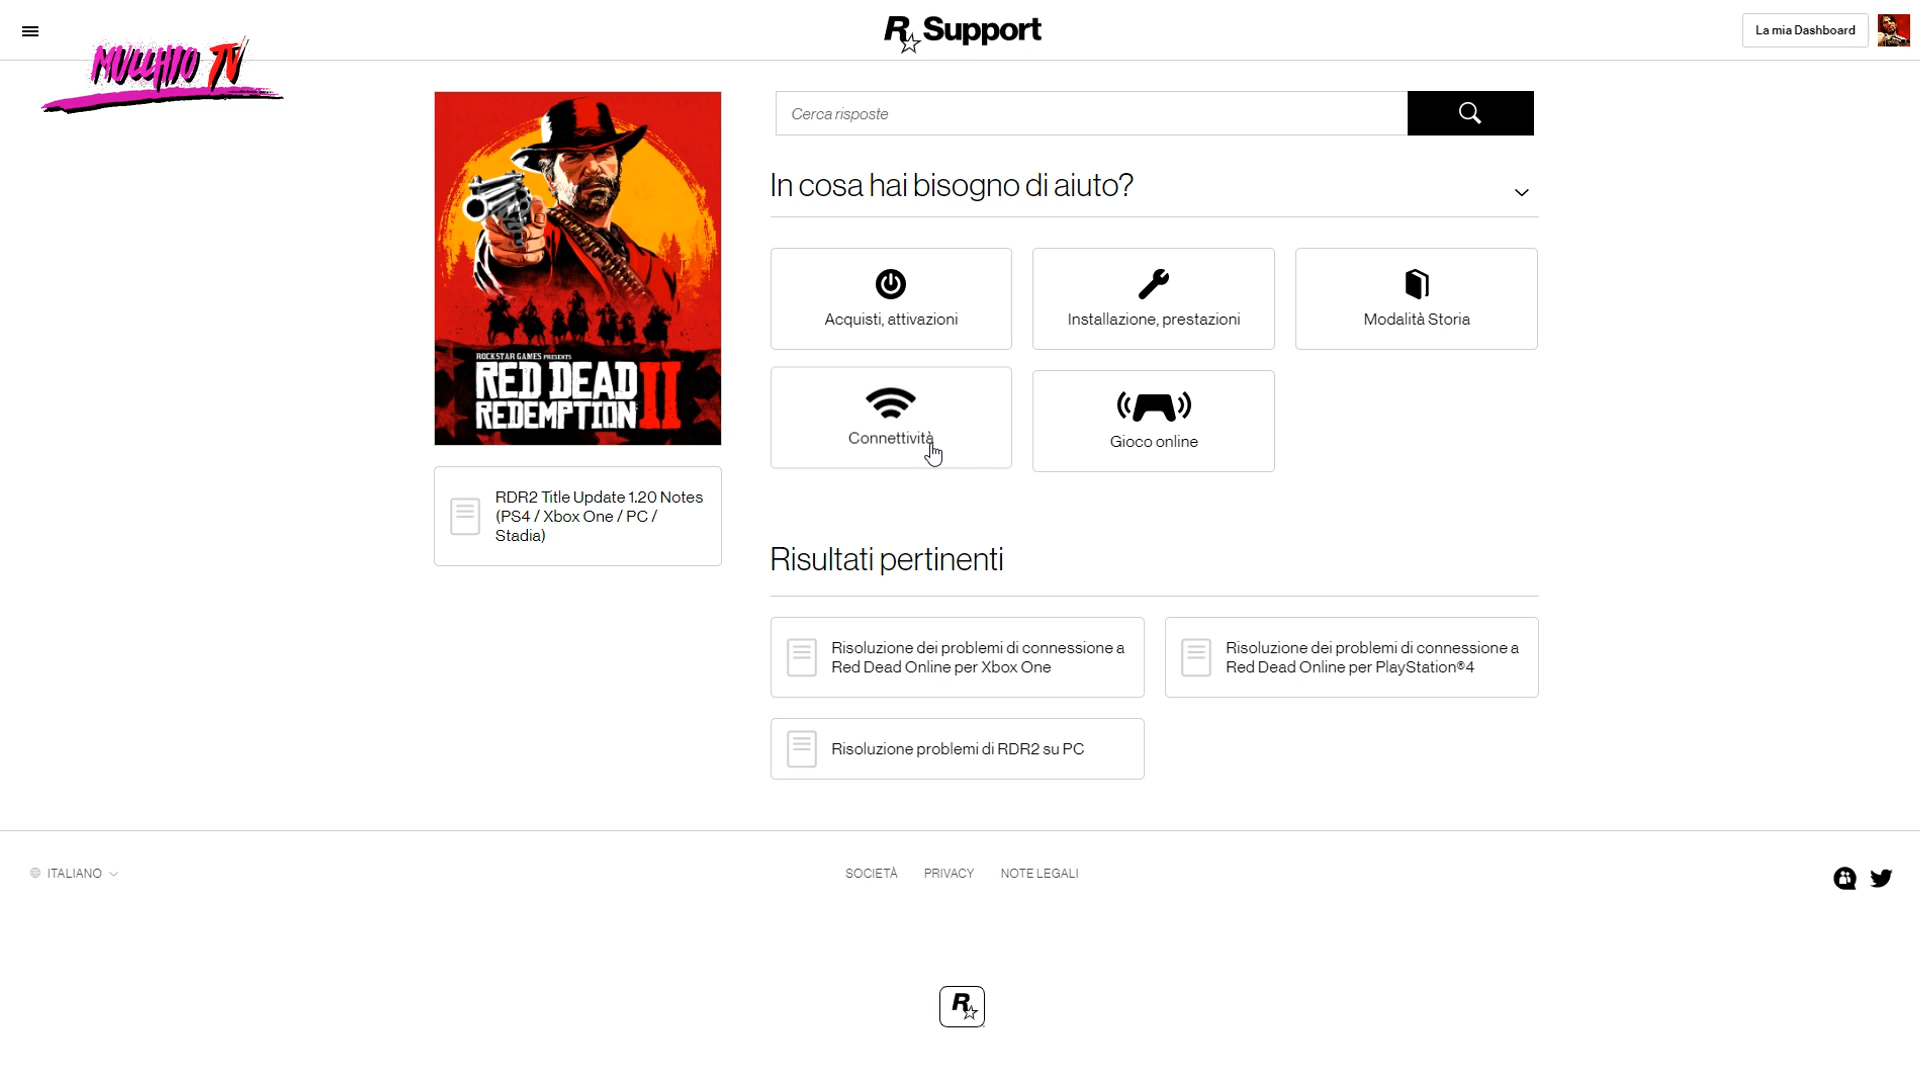 R Support
La mia Dashboard
MUCCHIO TV
Cerca risposte
In cosa hai bisogno di aiuto?
Acquisti, attivazioni
Installazione, prestazioni
Modalità Storia
Connettività
Gioco online
ROCKSTAR GAMES PRESENTS
RED DEAD
REDEMPTION II
RDR2 Title Update 1.20 Notes
(PS4 / Xbox One / PC /
Stadia)
Risultati pertinenti
Risoluzione dei problemi di connessione a
Red Dead Online per Xbox One
Risoluzione dei problemi di connessione a
Red Dead Online per PlayStation®4
Risoluzione problemi di RDR2 su PC
ITALIANO
SOCIETÀ
PRIVACY
NOTE LEGALI
R